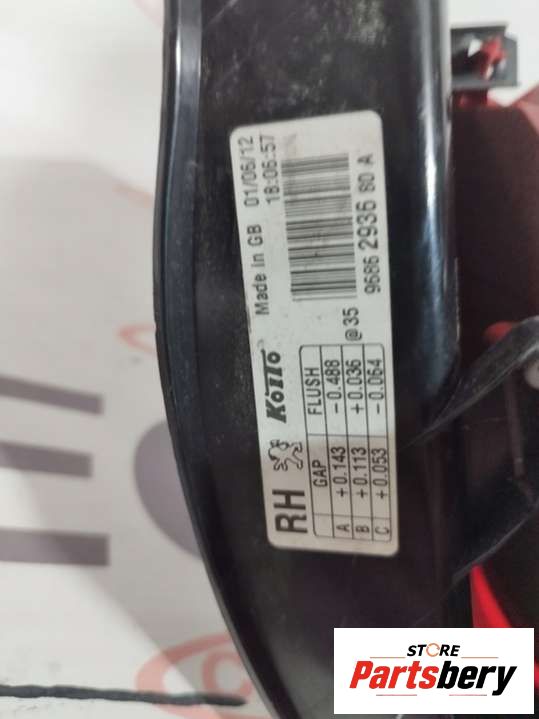 RH Koito Made in GB 01/06/12
18:06:57
GAP FLUSH
A +0.143 -0.488
B +0.113 +0.036
C +0.053 -0.064
@35
9686 2936 80 A
STORE
Partsbery